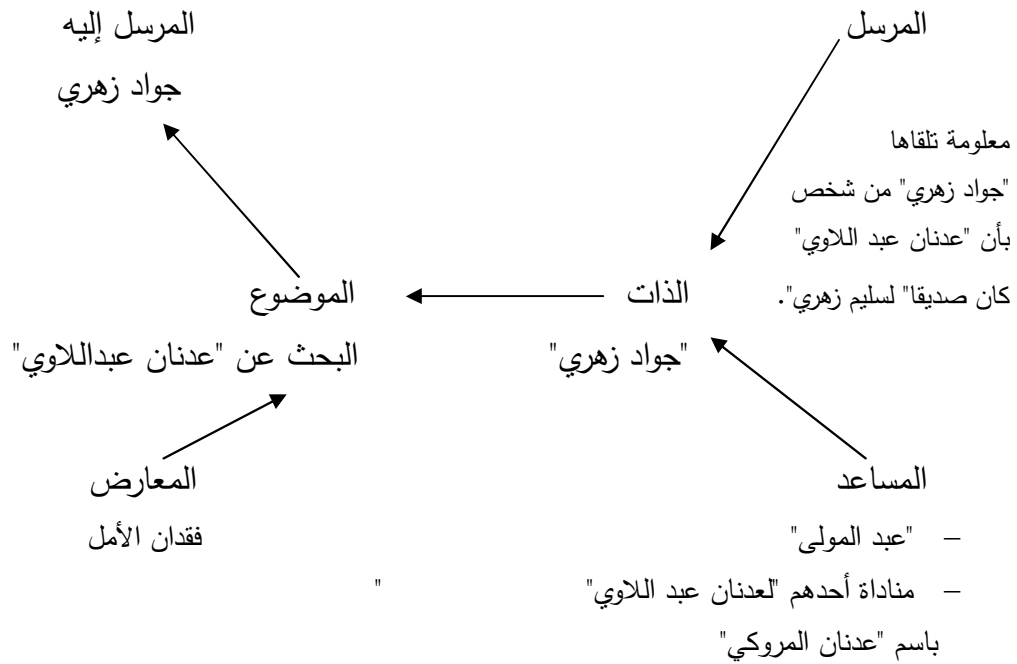 المرسل
المرسل إليه
جواد زهري
معلومة تلقاها
"جواد زهري" من شخص
بأن "عدنان عبد اللاوي"
كان صديقا" لسليم زهري".
الذات
الموضوع
"جواد زهري"
البحث عن "عدنان عبداللاوي"
المساعد
المعارض
– "عبد المولى"
فقدان الأمل
– مناداة أحدهم "لعدنان عبد اللاوي" "
باسم "عدنان المروكي"